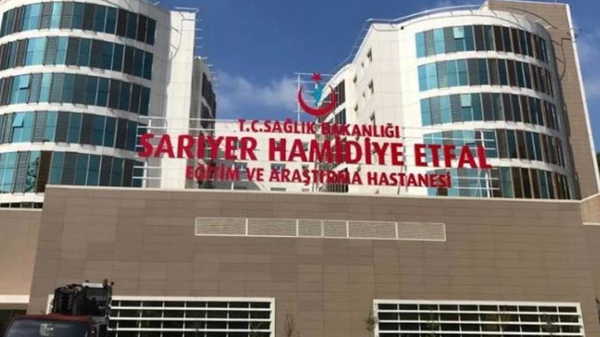 T.C.SAĞLIK BAKANLIĞI
SARIYER HAMİDİYE ETFAL
EĞİTİM VE ARAŞTIRMA HASTANESİ